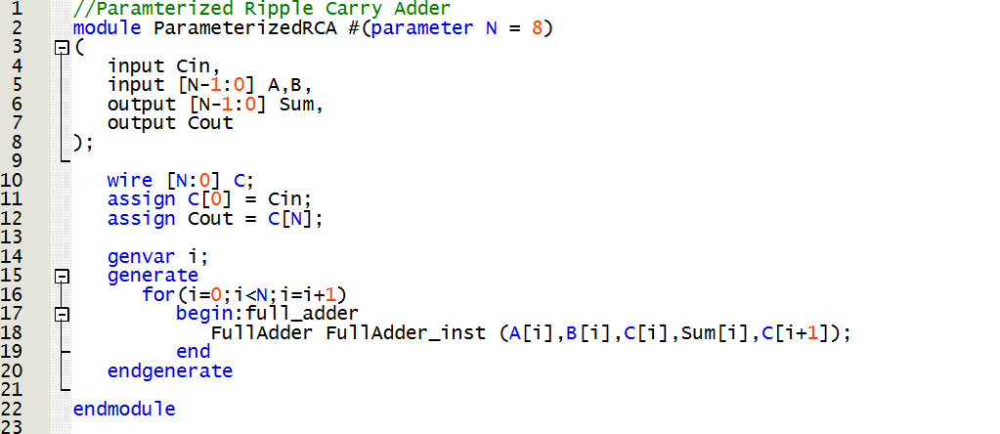 1 //Paramterized Ripple Carry Adder
2 module ParameterizedRCA #(parameter N = 8)
3 (
4 input Cin,
5 input [N-1:0] A,B,
6 output [N-1:0] Sum,
7 output Cout
8 );
9
10 wire [N:0] C;
11 assign C[0] = Cin;
12 assign Cout = C[N];
13
14 genvar i;
15 generate
16 for(i=0;i<N;i=i+1)
17 begin:full_adder
18 FullAdder FullAdder_inst (A[i],B[i],C[i],Sum[i],C[i+1]);
19 end
20 endgenerate
21
22 endmodule
23